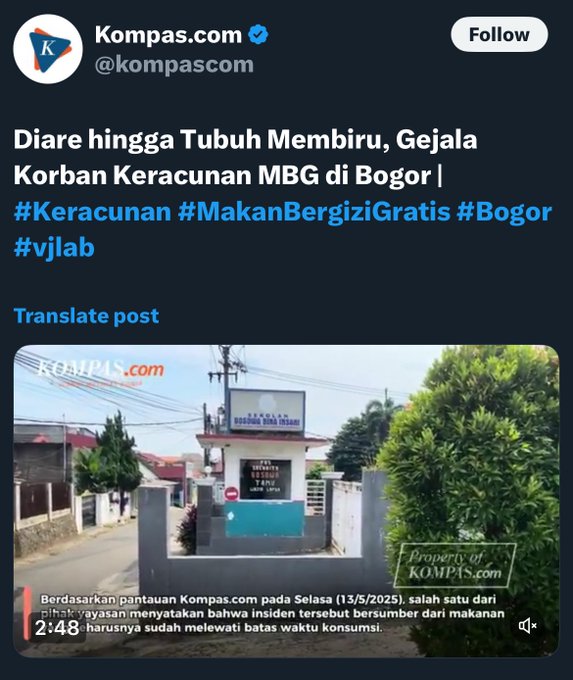 Kompas.com
@kompascom
Follow
Diare hingga Tubuh Membiru, Gejala
Korban Keracunan MBG di Bogor |
#Keracunan #MakanBergiziGratis #Bogor
#vjlab
Translate post
KOMPAS.com
SEKOLAH
BOSOWA BINA INSANI
POS
SECURITY
BOSOWA
TAMU
WAJIB LAPOR
Property of
KOMPAS.com
Berdasarkan pantauan Kompas.com pada Selasa (13/5/2025), salah satu dari
pihak yayasan menyatakan bahwa insiden tersebut bersumber dari makanan
seharusnya sudah melewati batas waktu konsumsi.
2:48